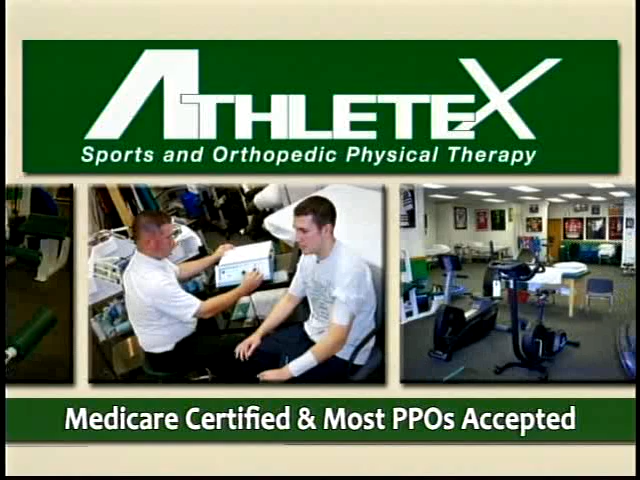 ATHLETEX
Sports and Orthopedic Physical Therapy
Medicare Certified & Most PPOs Accepted